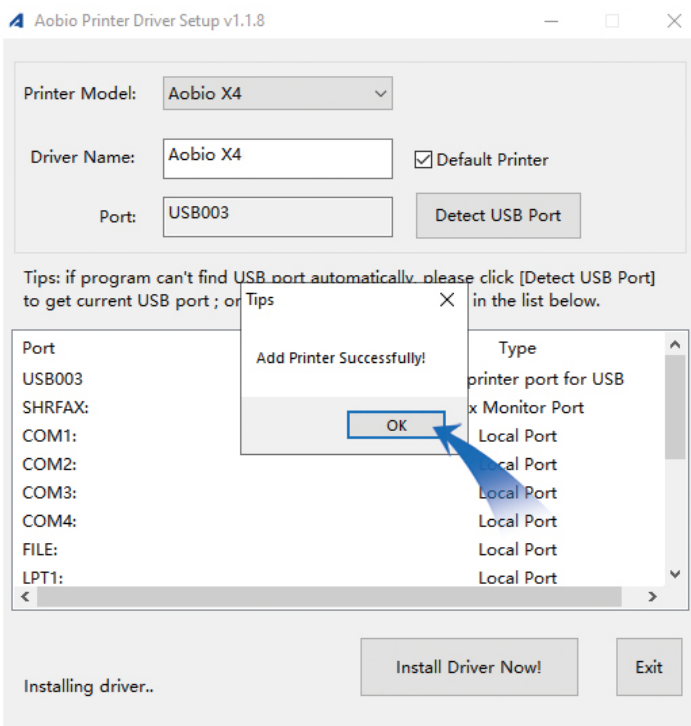 Aobio Printer Driver Setup v1.1.8
Printer Model: Aobio X4
Driver Name: Aobio X4 Default Printer
Port: USB003 Detect USB Port
Tips: if program can't find USB port automatically, please click [Detect USB Port]
to get current USB port ; or in the list below.
Tips
Add Printer Successfully!
OK
Port Type
USB003 printer port for USB
SHRFAX: Monitor Port
COM1: Local Port
COM2: Local Port
COM3: Local Port
COM4: Local Port
FILE: Local Port
LPT1: Local Port
Installing driver.. Install Driver Now! Exit